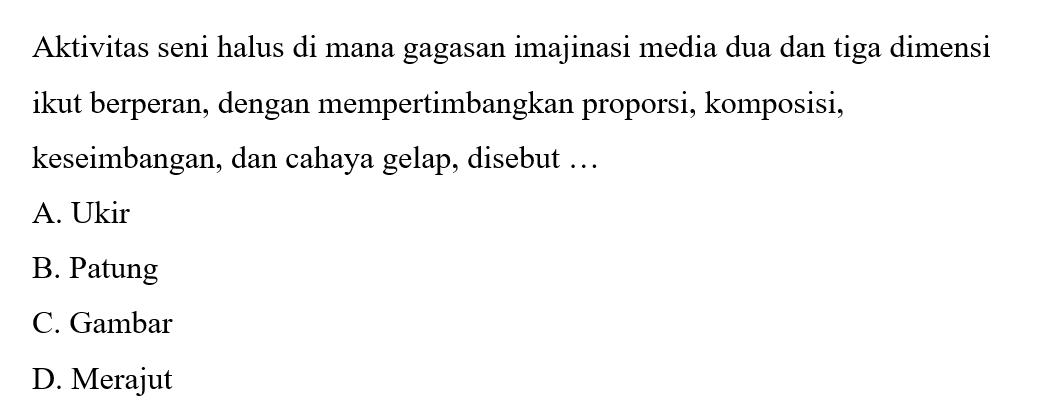 Aktivitas seni halus di mana gagasan imajinasi media dua dan tiga dimensi
ikut berperan, dengan mempertimbangkan proporsi, komposisi,
keseimbangan, dan cahaya gelap, disebut …
A. Ukir
B. Patung
C. Gambar
D. Merajut